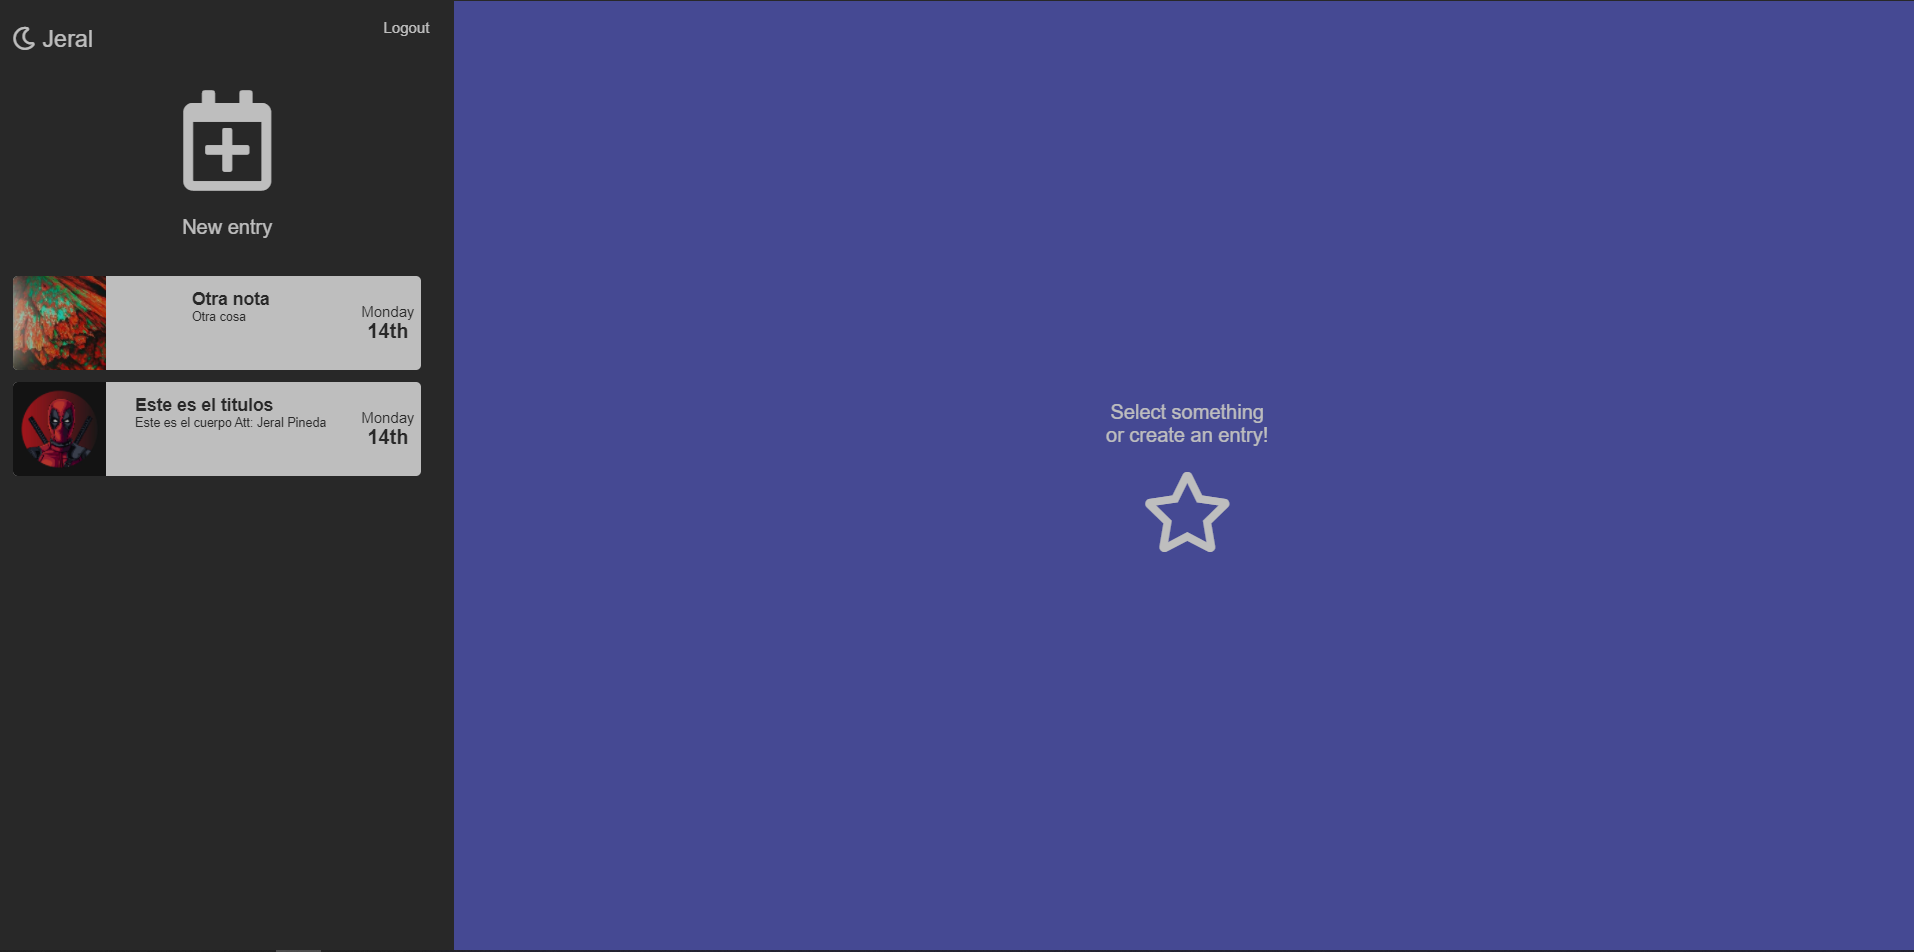 Jeral
Logout
New entry
Otra nota
Otra cosa
Monday
14th
Este es el titulos
Este es el cuerpo Att: Jeral Pineda
Monday
14th
Select something
or create an entry!